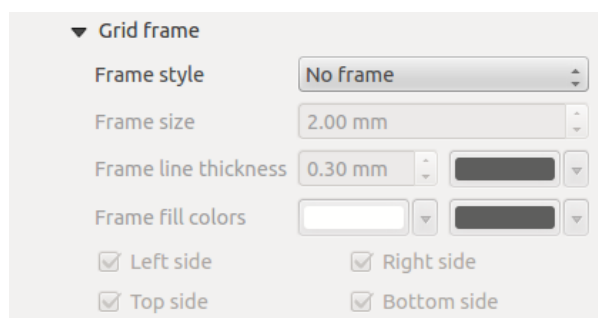 Grid frame
Frame style No frame
Frame size 2.00 mm
Frame line thickness 0.30 mm
Frame fill colors
Left side Right side
Top side Bottom side